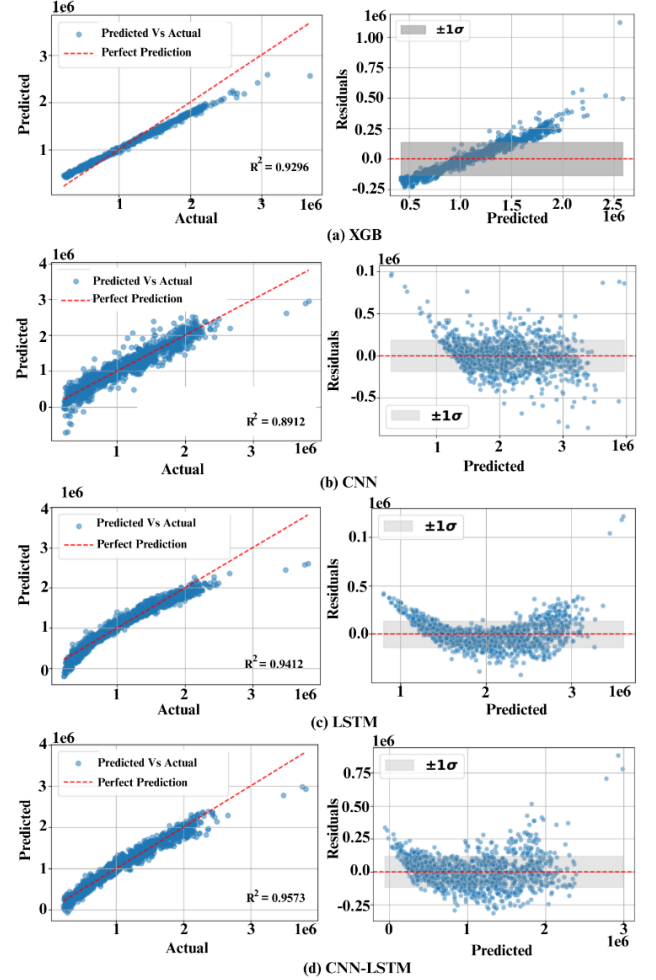 1e6
Predicted Vs Actual
Perfect Prediction
3
2
1
Predicted
R² = 0.9296
1
2
3
1e6
Actual
1e6
±1σ
1.00
0.75
0.50
0.25
0.0
-0.25
Residuals
0.5
1.0
1.5
2.0
2.5
1e6
Predicted
(a) XGB
1e6
4
Predicted Vs Actual
Perfect Prediction
3
2
1
0
Predicted
R² = 0.8912
1
2
3
1e6
Actual
1e6
0.1
0.5
0.0
-0.5
Residuals
±1σ
1
2
3
1e6
Predicted
(b) CNN
1e6
4
Predicted Vs Actual
Perfect Prediction
3
2
1
0
Predicted
R² = 0.9412
1
2
3
1e6
Actual
1e6
±1σ
0.1
0.5
0.0
Residuals
1
2
3
1e6
Predicted
(c) LSTM
1e6
4
Predicted Vs Actual
Perfect Prediction
3
2
1
0
Predicted
R² = 0.9573
1
2
3
1e6
Actual
1e6
±1σ
0.75
0.50
0.25
0.0
-0.25
Residuals
0
1
2
3
1e6
Predicted
(d) CNN-LSTM